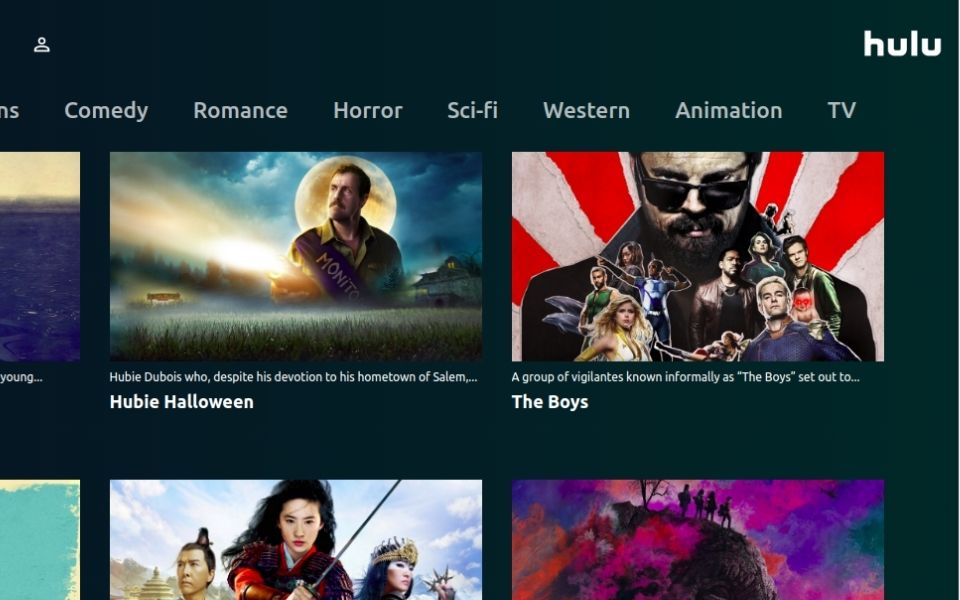 hulu
ns Comedy Romance Horror Sci-fi Western Animation TV
MONITO
young...
Hubie Dubois who, despite his devotion to his hometown of Salem,...
A group of vigilantes known informally as “The Boys” set out to...
Hubie Halloween
The Boys